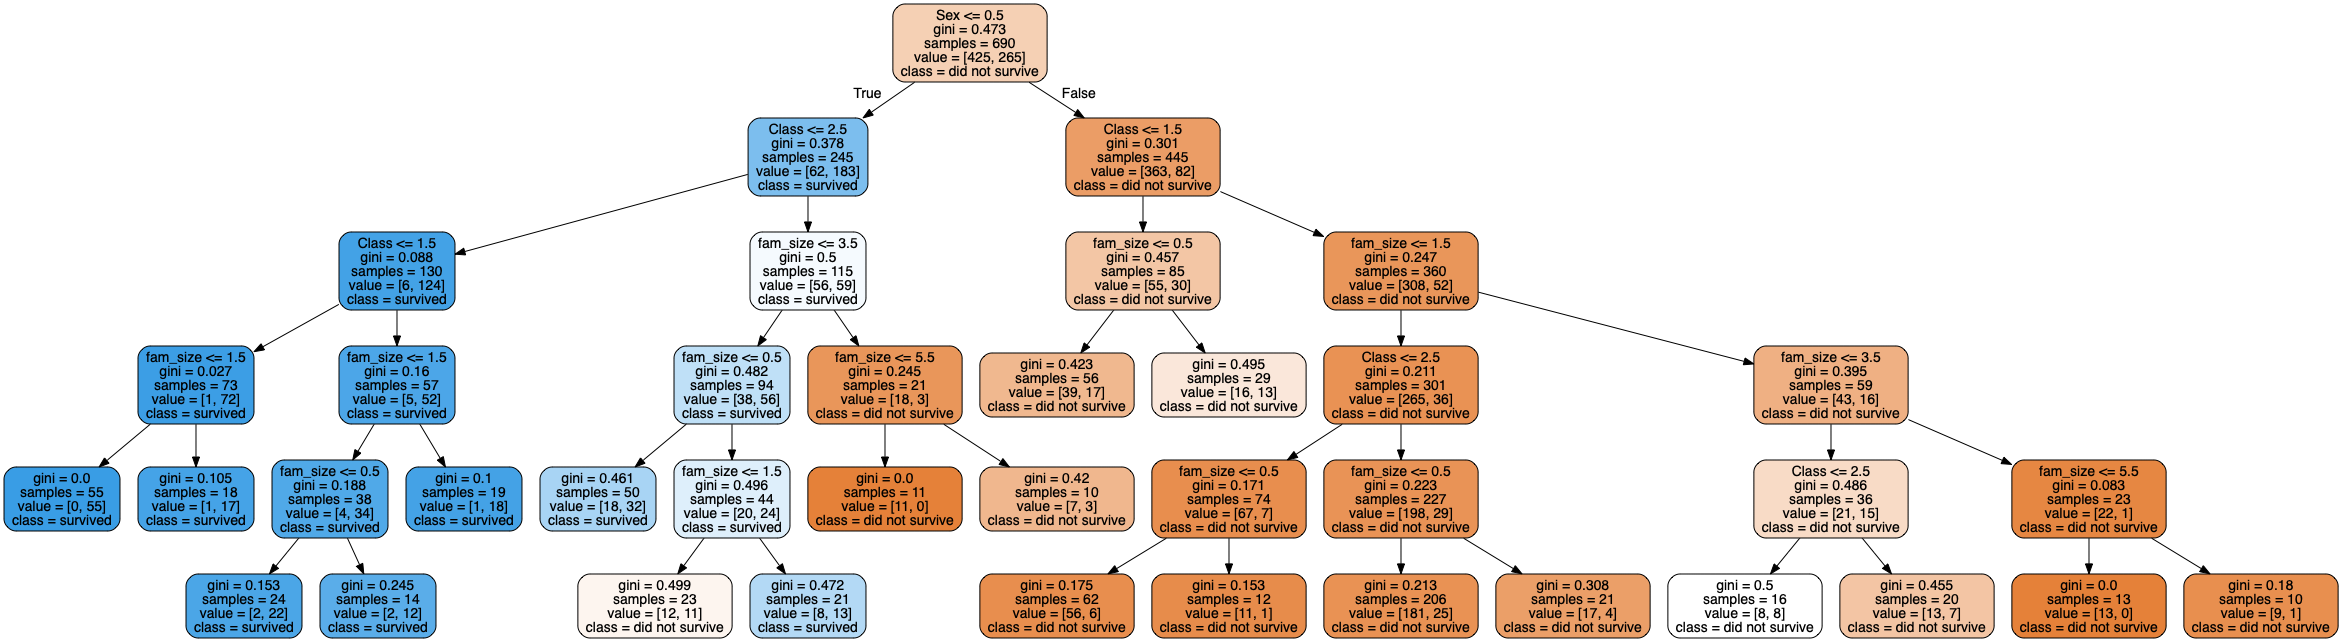 Sex <= 0.5
gini = 0.473
samples = 690
value = [425, 265]
class = did not survive
True
False
Class <= 2.5
gini = 0.378
samples = 245
value = [62, 183]
class = survived
Class <= 1.5
gini = 0.301
samples = 445
value = [363, 82]
class = did not survive
Class <= 1.5
gini = 0.088
samples = 130
value = [6, 124]
class = survived
fam_size <= 3.5
gini = 0.5
samples = 115
value = [56, 59]
class = survived
fam_size <= 0.5
gini = 0.457
samples = 85
value = [55, 30]
class = did not survive
fam_size <= 1.5
gini = 0.247
samples = 360
value = [308, 52]
class = did not survive
fam_size <= 1.5
gini = 0.027
samples = 73
value = [1, 72]
class = survived
fam_size <= 1.5
gini = 0.16
samples = 57
value = [5, 52]
class = survived
fam_size <= 0.5
gini = 0.482
samples = 94
value = [38, 56]
class = survived
fam_size <= 5.5
gini = 0.245
samples = 21
value = [18, 3]
class = did not survive
gini = 0.423
samples = 56
value = [39, 17]
class = did not survive
gini = 0.495
samples = 29
value = [16, 13]
class = did not survive
Class <= 2.5
gini = 0.211
samples = 301
value = [265, 36]
class = did not survive
fam_size <= 3.5
gini = 0.395
samples = 59
value = [43, 16]
class = did not survive
gini = 0.0
samples = 55
value = [0, 55]
class = survived
gini = 0.105
samples = 18
value = [1, 17]
class = survived
fam_size <= 0.5
gini = 0.188
samples = 38
value = [4, 34]
class = survived
gini = 0.1
samples = 19
value = [1, 18]
class = survived
gini = 0.461
samples = 50
value = [18, 32]
class = survived
fam_size <= 1.5
gini = 0.496
samples = 44
value = [20, 24]
class = survived
gini = 0.0
samples = 11
value = [11, 0]
class = did not survive
gini = 0.42
samples = 10
value = [7, 3]
class = did not survive
fam_size <= 0.5
gini = 0.171
samples = 74
value = [67, 7]
class = did not survive
fam_size <= 0.5
gini = 0.223
samples = 227
value = [198, 29]
class = did not survive
Class <= 2.5
gini = 0.486
samples = 36
value = [21, 15]
class = did not survive
fam_size <= 5.5
gini = 0.083
samples = 23
value = [22, 1]
class = did not survive
gini = 0.153
samples = 24
value = [2, 22]
class = survived
gini = 0.245
samples = 14
value = [2, 12]
class = survived
gini = 0.499
samples = 23
value = [12, 11]
class = did not survive
gini = 0.472
samples = 21
value = [8, 13]
class = survived
gini = 0.175
samples = 62
value = [56, 6]
class = did not survive
gini = 0.153
samples = 12
value = [11, 1]
class = did not survive
gini = 0.213
samples = 206
value = [181, 25]
class = did not survive
gini = 0.308
samples = 21
value = [17, 4]
class = did not survive
gini = 0.5
samples = 16
value = [8, 8]
class = did not survive
gini = 0.455
samples = 20
value = [13, 7]
class = did not survive
gini = 0.0
samples = 13
value = [13, 0]
class = did not survive
gini = 0.18
samples = 10
value = [9, 1]
class = did not survive